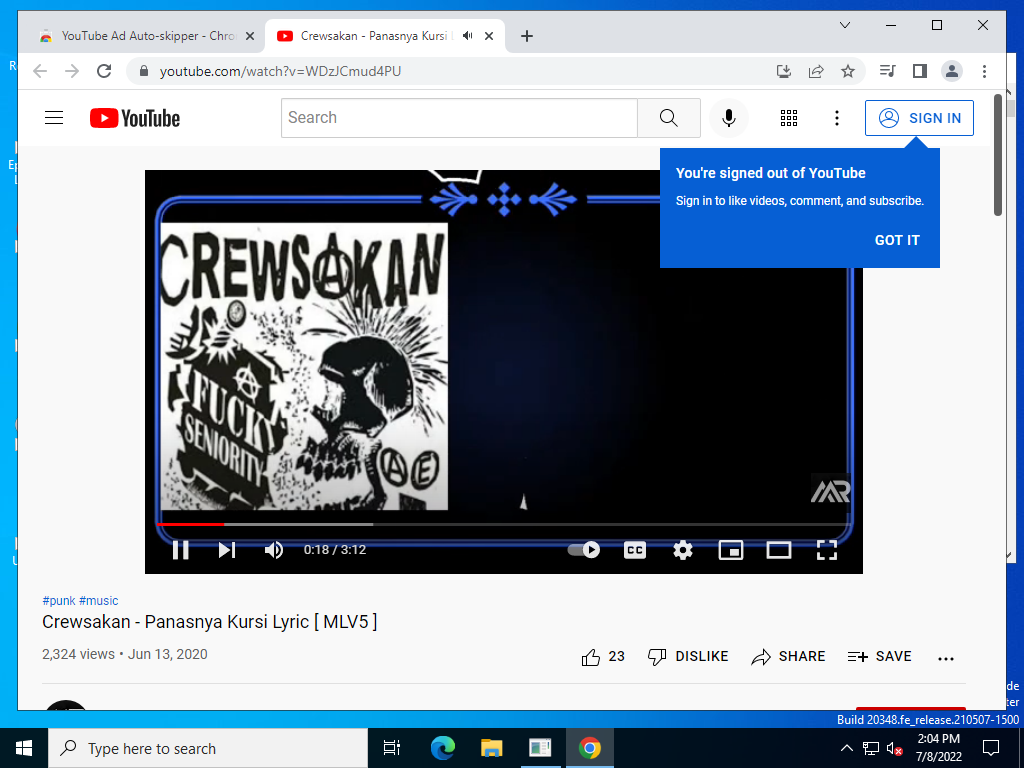 YouTube Ad Auto-skipper - Chro
Crewsakan - Panasnya Kursi L
youtube.com/watch?v=WDzJCmud4PU
YouTube
Search
SIGN IN
You're signed out of YouTube
Sign in to like videos, comment, and subscribe.
GOT IT
CREWSAKAN
FUCK
SENIORITY
A E
MR
0:18 / 3:12
CC
#punk #music
Crewsakan - Panasnya Kursi Lyric [ MLV5 ]
2,324 views • Jun 13, 2020
23
DISLIKE
SHARE
SAVE
Build 20348.fe_release.210507-1500
Type here to search
2:04 PM
7/8/2022